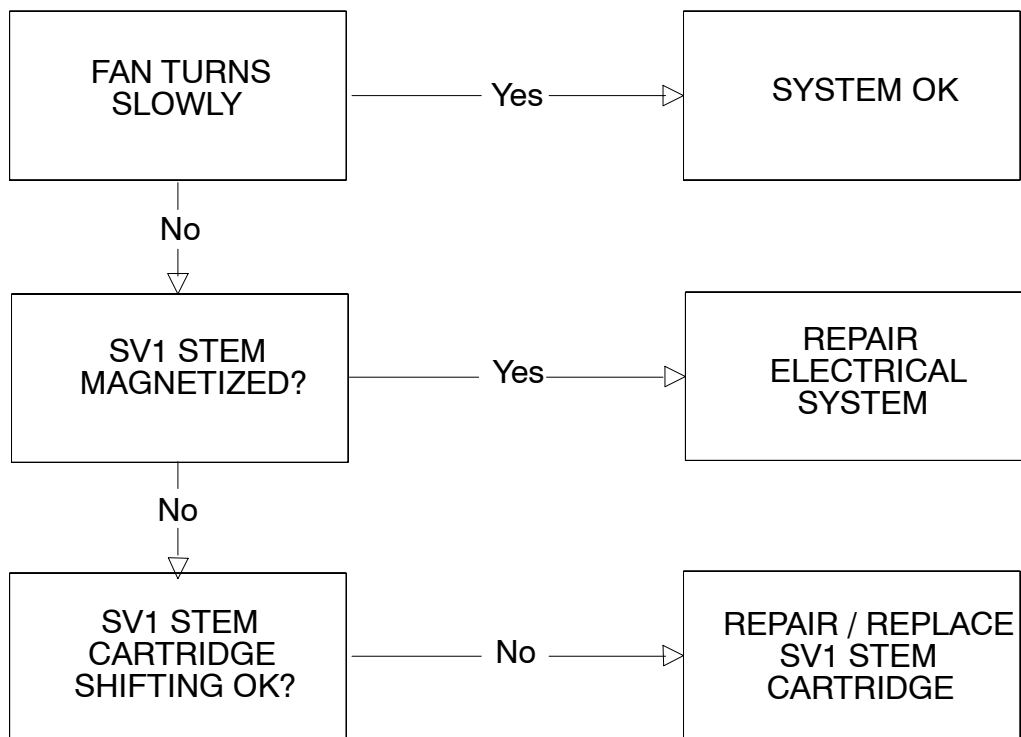 FAN TURNS
SLOWLY
Yes
SYSTEM OK
No
SV1 STEM
MAGNETIZED?
Yes
REPAIR
ELECTRICAL
SYSTEM
No
SV1 STEM
CARTRIDGE
SHIFTING OK?
No
REPAIR / REPLACE
SV1 STEM
CARTRIDGE